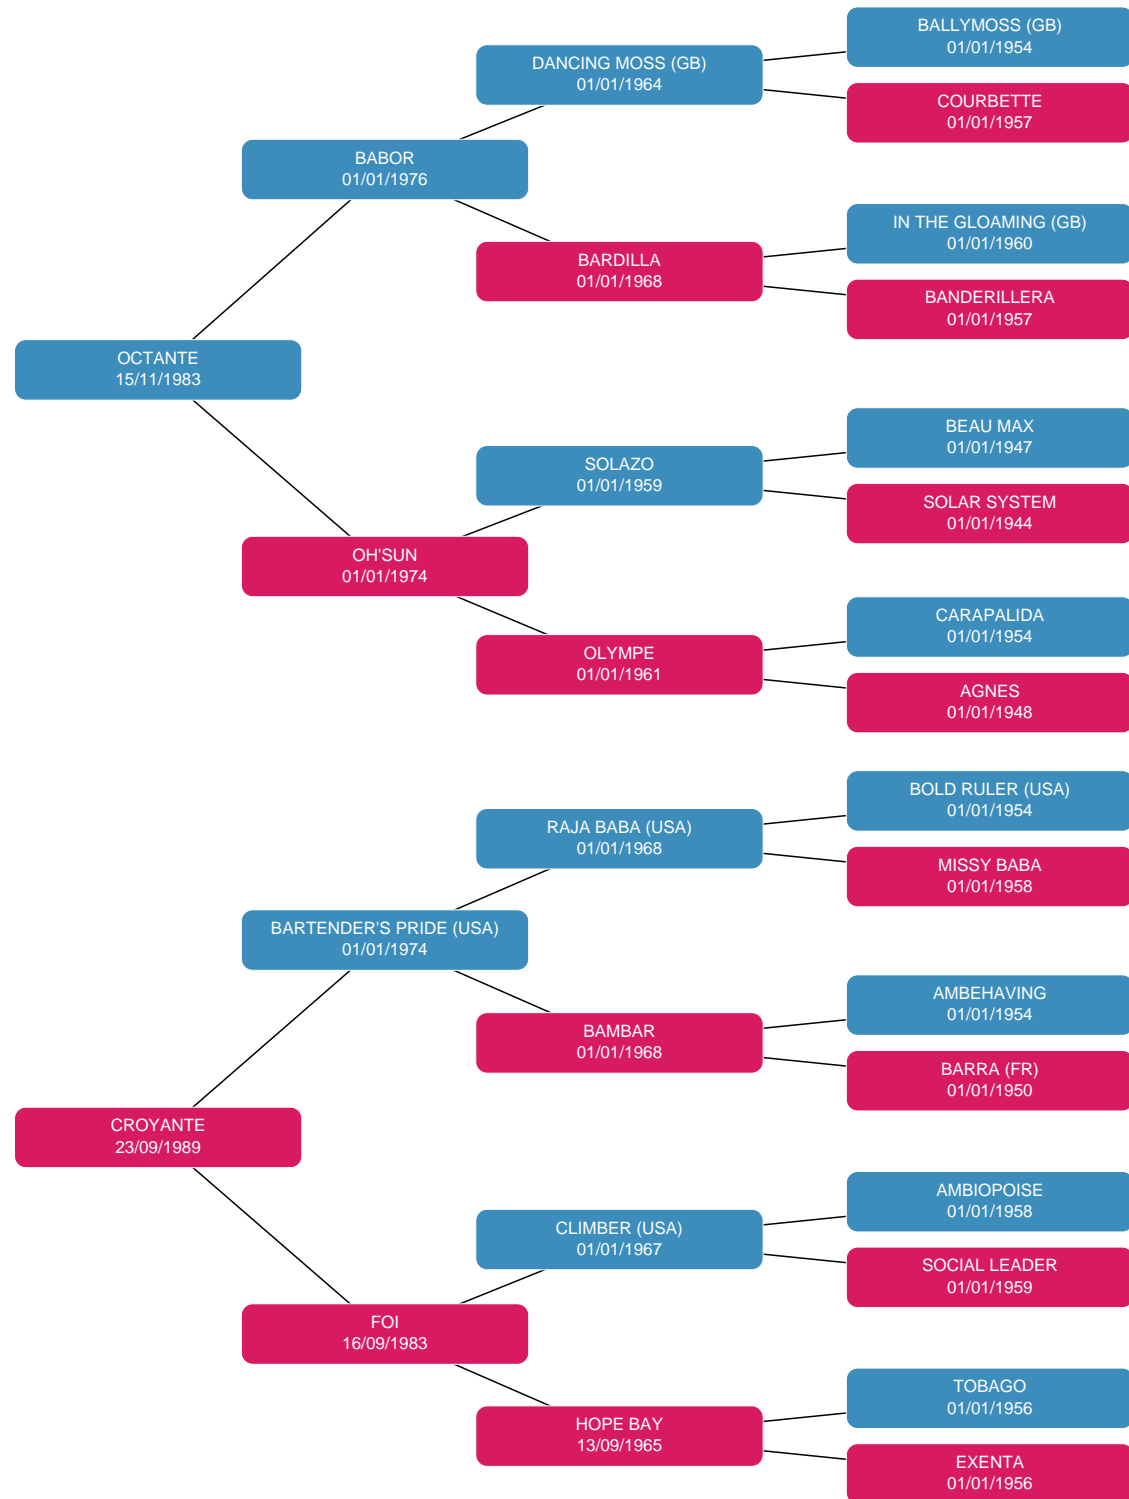 BALLYMOSS (GB)
01/01/1954
DANCING MOSS (GB)
01/01/1964
COURBETTE
01/01/1957
BABOR
01/01/1976
IN THE GLOAMING (GB)
01/01/1960
BARDILLA
01/01/1968
BANDERILLERA
01/01/1957
OCTANTE
15/11/1983
BEAU MAX
01/01/1947
SOLAZO
01/01/1959
SOLAR SYSTEM
01/01/1944
OH'SUN
01/01/1974
CARAPALIDA
01/01/1954
OLYMPE
01/01/1961
AGNES
01/01/1948
BOLD RULER (USA)
01/01/1954
RAJA BABA (USA)
01/01/1968
MISSY BABA
01/01/1958
BARTENDER'S PRIDE (USA)
01/01/1974
AMBEHAVING
01/01/1954
BAMBAR
01/01/1968
BARRA (FR)
01/01/1950
CROYANTE
23/09/1989
AMBIOPOISE
01/01/1958
CLIMBER (USA)
01/01/1967
SOCIAL LEADER
01/01/1959
FOI
16/09/1983
TOBAGO
01/01/1956
HOPE BAY
13/09/1965
EXENTA
01/01/1956